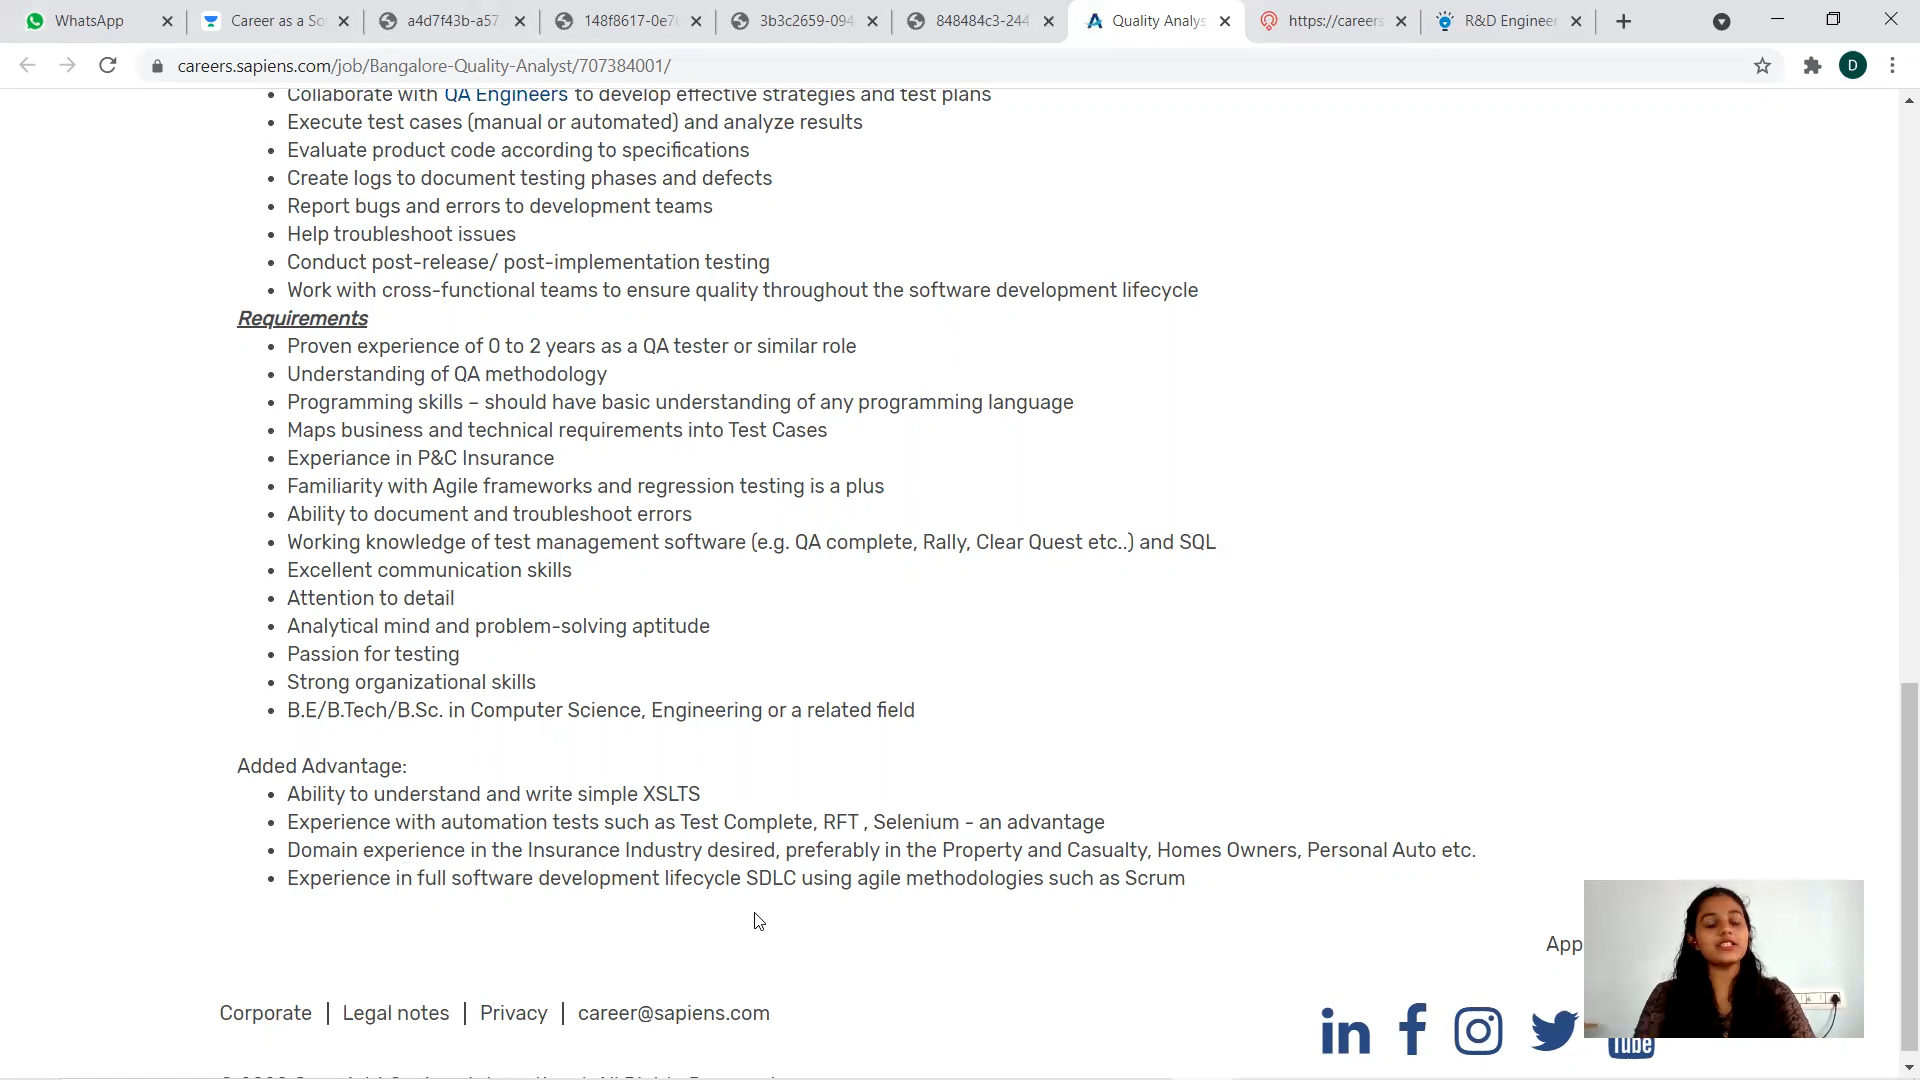 WhatsApp
Career as a So
a4d7f43b-a57
148f8617-0e7
3b3c2659-094
848484c3-244
Quality Analys
https://careers
R&D Engineer
careers.sapiens.com/job/Bangalore-Quality-Analyst/707384001/
D
Collaborate with QA Engineers to develop effective strategies and test plans
Execute test cases (manual or automated) and analyze results
Evaluate product code according to specifications
Create logs to document testing phases and defects
Report bugs and errors to development teams
Help troubleshoot issues
Conduct post-release/ post-implementation testing
Work with cross-functional teams to ensure quality throughout the software development lifecycle
Requirements
Proven experience of 0 to 2 years as a QA tester or similar role
Understanding of QA methodology
Programming skills – should have basic understanding of any programming language
Maps business and technical requirements into Test Cases
Experiance in P&C Insurance
Familiarity with Agile frameworks and regression testing is a plus
Ability to document and troubleshoot errors
Working knowledge of test management software (e.g. QA complete, Rally, Clear Quest etc..) and SQL
Excellent communication skills
Attention to detail
Analytical mind and problem-solving aptitude
Passion for testing
Strong organizational skills
B.E/B.Tech/B.Sc. in Computer Science, Engineering or a related field
Added Advantage:
Ability to understand and write simple XSLTS
Experience with automation tests such as Test Complete, RFT , Selenium - an advantage
Domain experience in the Insurance Industry desired, preferably in the Property and Casualty, Homes Owners, Personal Auto etc.
Experience in full software development lifecycle SDLC using agile methodologies such as Scrum
App
Corporate | Legal notes | Privacy | career@sapiens.com
in
Tube